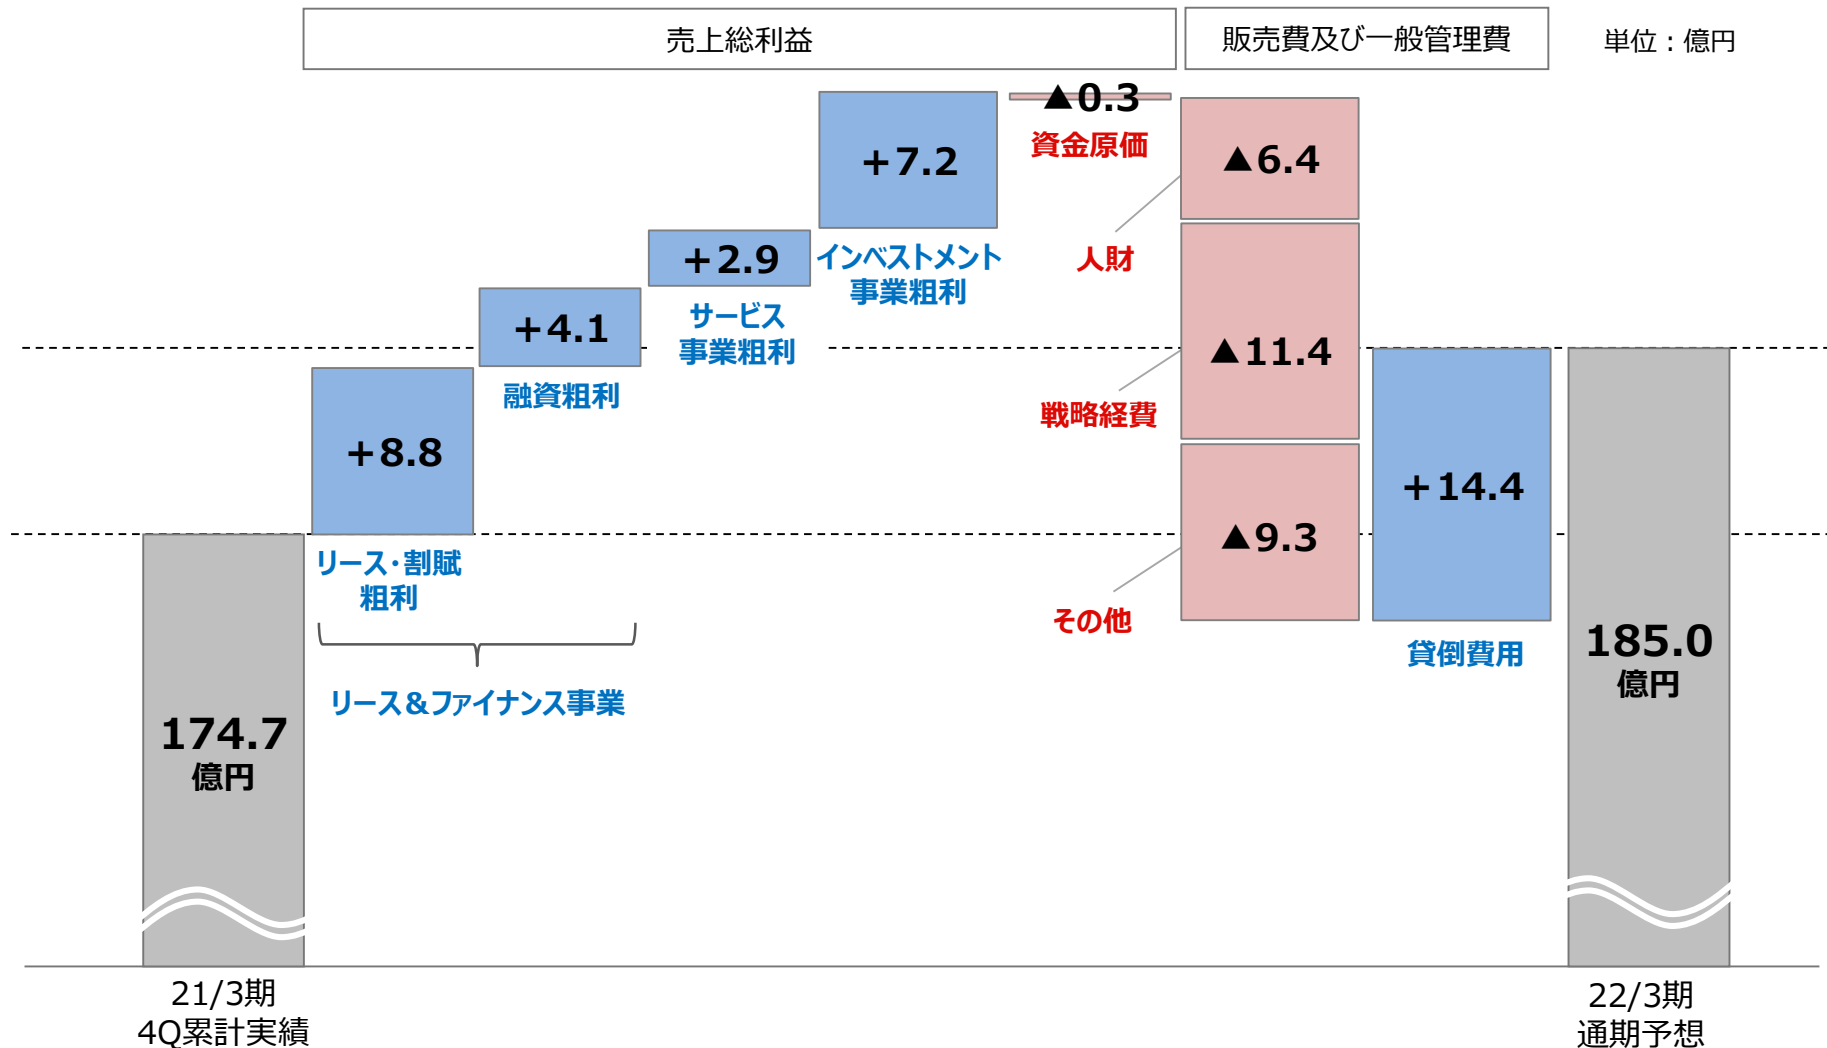 売上総利益
販売費及び一般管理費
単位：億円
▲0.3
資金原価
+7.2
インベストメント
事業粗利
▲6.4
人財
+2.9
サービス
事業粗利
+4.1
融資粗利
▲11.4
戦略経費
+8.8
リース・割賦
粗利
+14.4
貸倒費用
▲9.3
その他
リース＆ファイナンス事業
174.7
億円
185.0
億円
21/3期
4Q累計実績
22/3期
通期予想